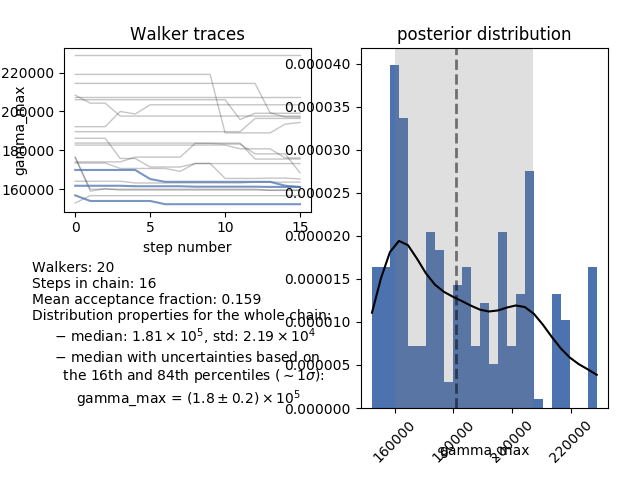 Walker traces
220000
200000
180000
160000
gamma_max
0
5
10
15
step number
Walkers: 20
Steps in chain: 16
Mean acceptance fraction: 0.159
Distribution properties for the whole chain:
− median: 1.81 × 10^5, std: 2.19 × 10^4
− median with uncertainties based on
the 16th and 84th percentiles (∼1σ):
gamma_max = (1.8 ± 0.2) × 10^5
posterior distribution
0.000040
0.000035
0.000030
0.000025
0.000020
0.000015
0.000010
0.000005
0.000000
160000
180000
200000
220000
gamma_max